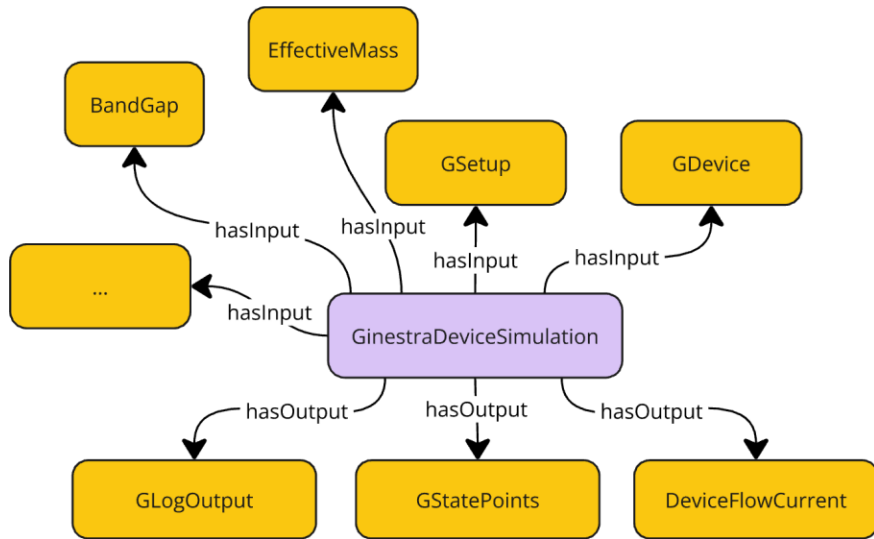 EffectiveMass
BandGap
GSetup
GDevice
hasInput
hasInput
hasInput
hasInput
...
hasInput
GinestraDeviceSimulation
hasOutput
hasOutput
hasOutput
GLogOutput
GStatePoints
DeviceFlowCurrent